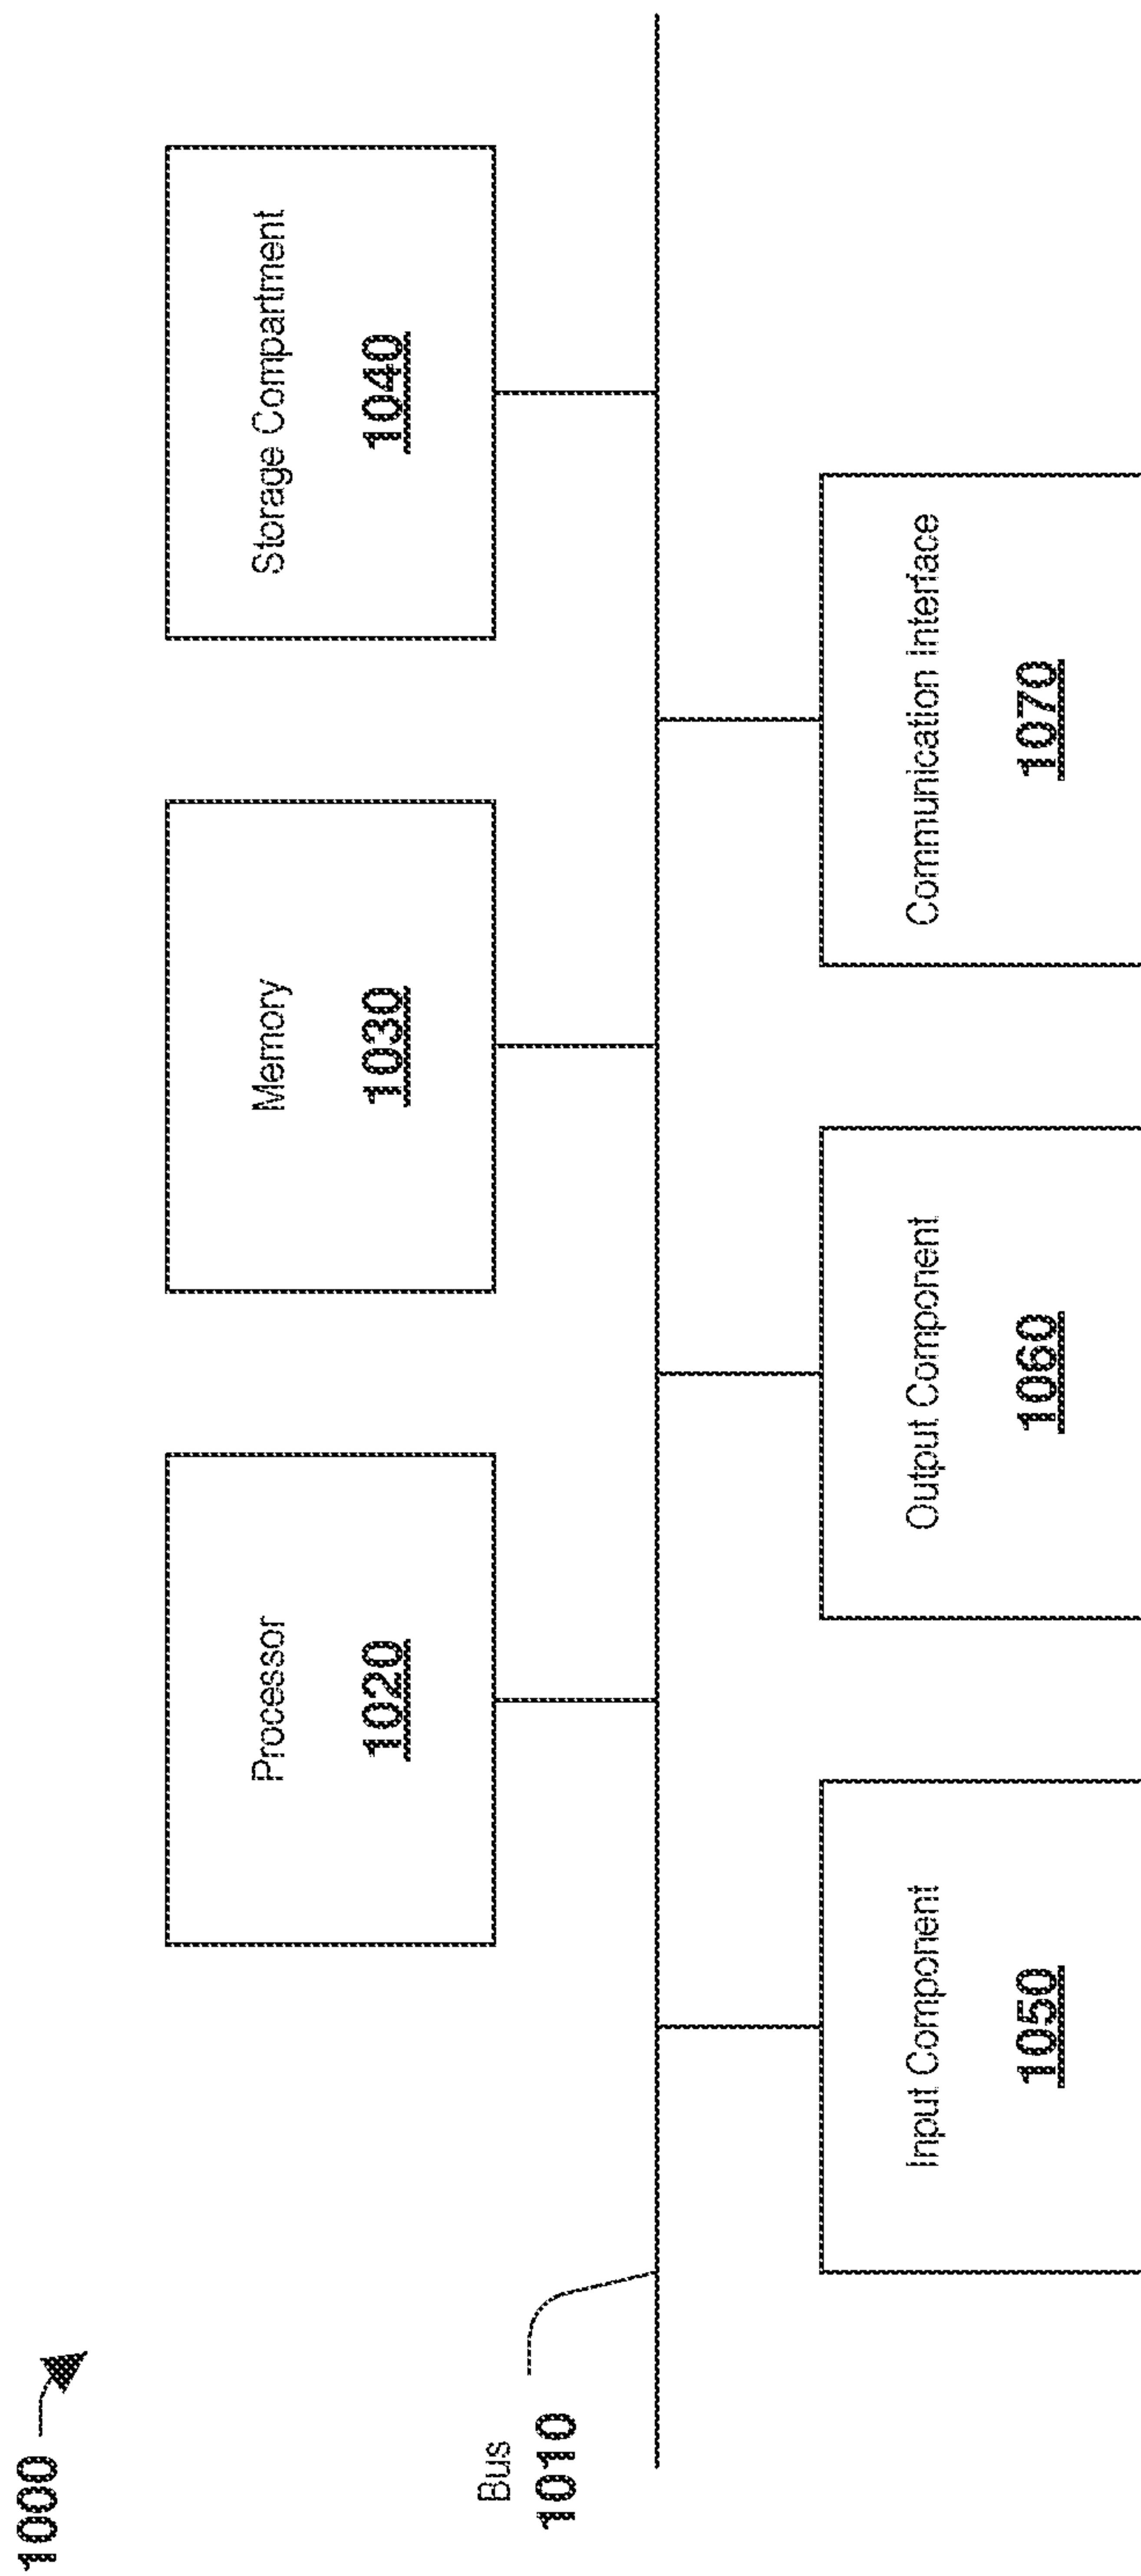 1000
Processor
1020
Memory
1030
Storage Compartment
1040
Bus
1010
Input Component
1050
Output Component
1060
Communication Interface
1070